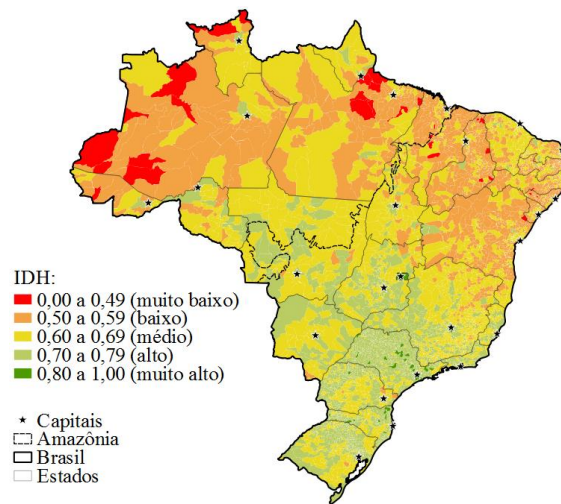 IDH:
0,00 a 0,49 (muito baixo)
0,50 a 0,59 (baixo)
0,60 a 0,69 (médio)
0,70 a 0,79 (alto)
0,80 a 1,00 (muito alto)
Capitais
Amazônia
Brasil
Estados